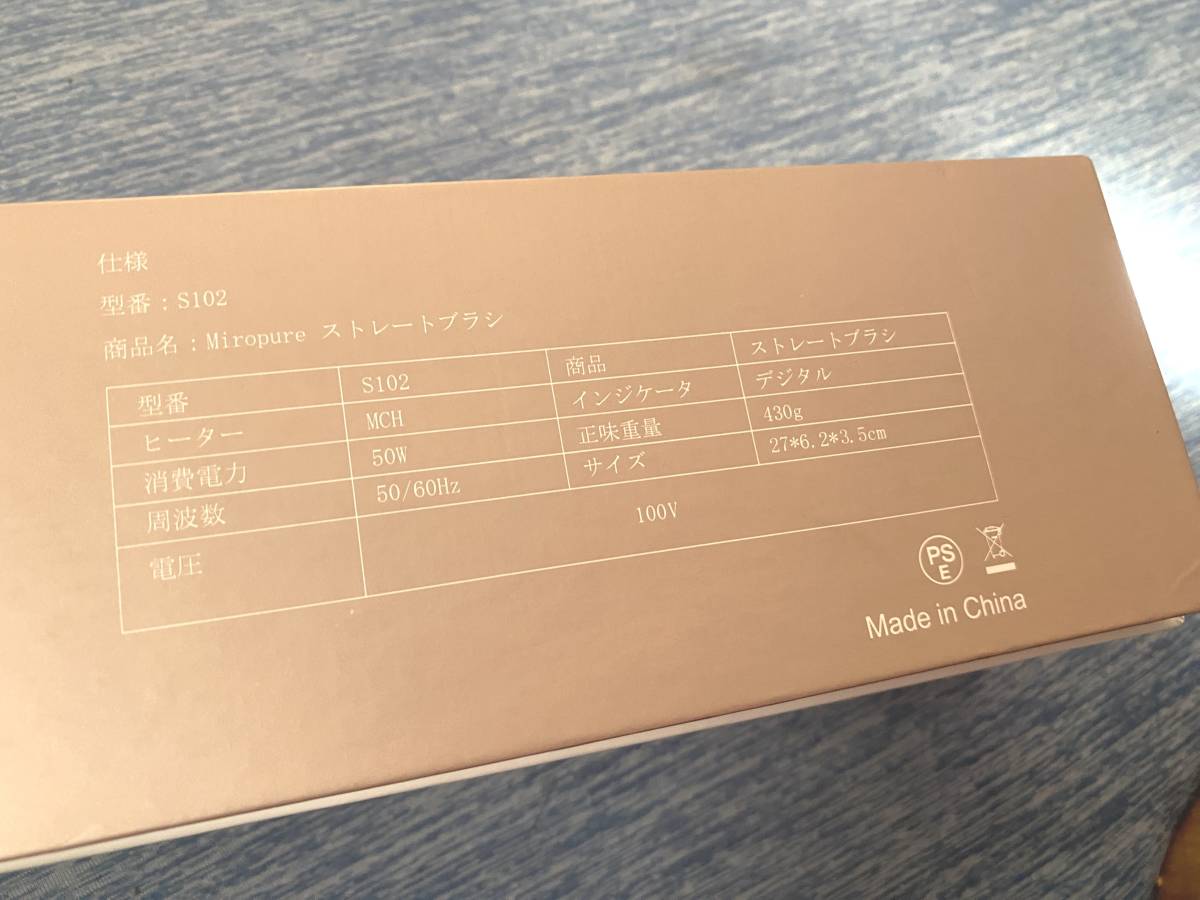 仕様
型番：S102
商品名：Miropure ストレートブラシ
型番 S102 商品 ストレートブラシ
ヒーター MCH インジケータ デジタル
消費電力 50W 正味重量 430g
周波数 50/60Hz サイズ 27*6.2*3.5cm
電圧 100V
PS
E
Made in China